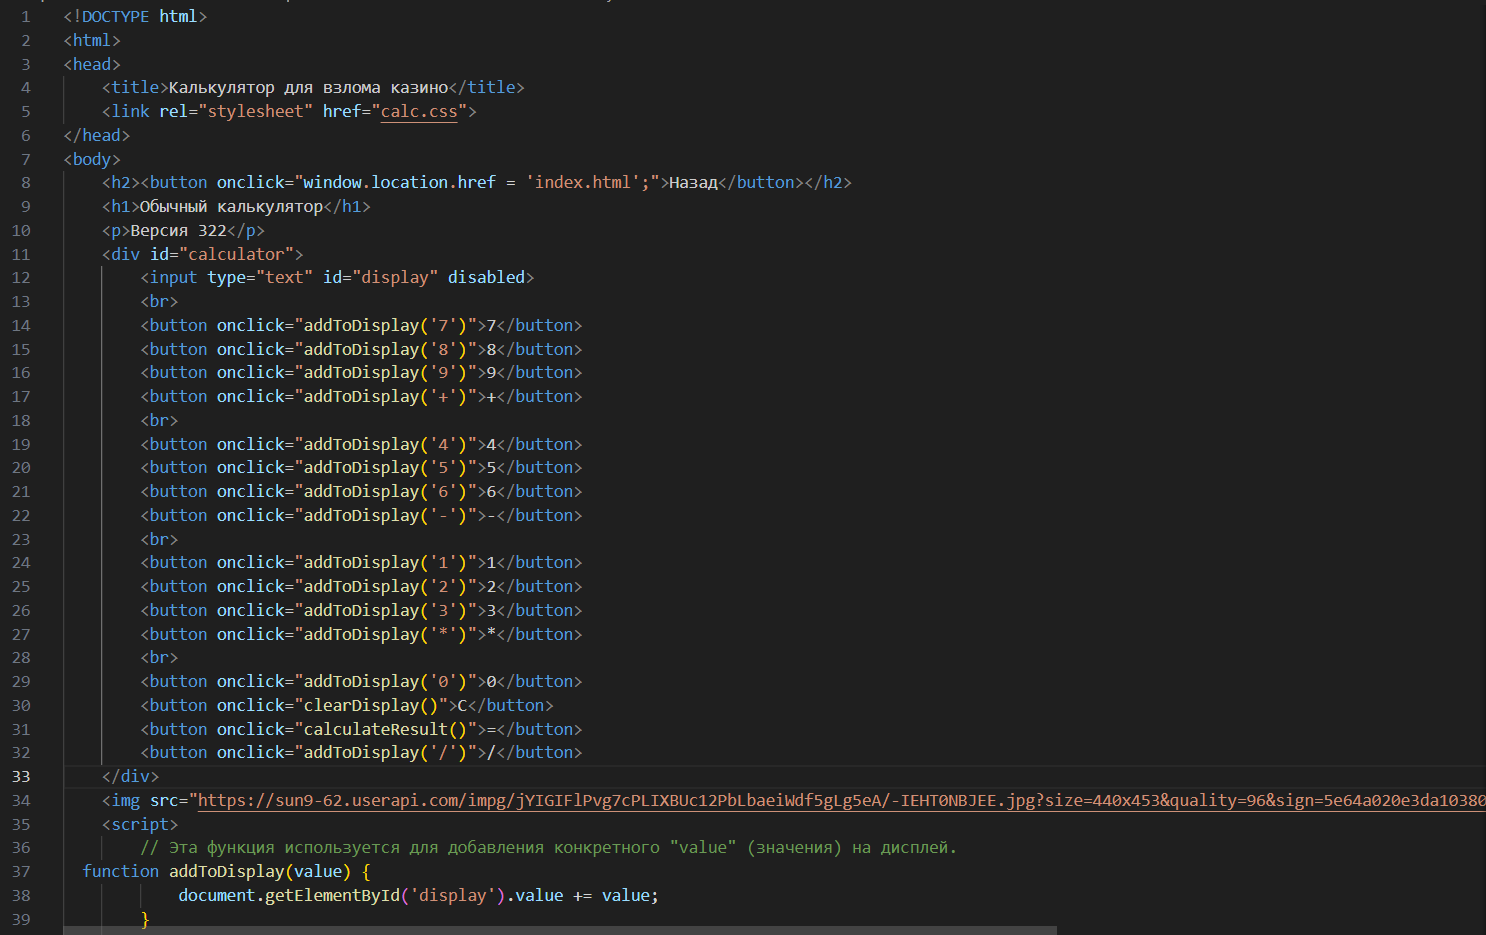 1 <!DOCTYPE html>
2 <html>
3 <head>
4 <title>Калькулятор для взлома казино</title>
5 <link rel="stylesheet" href="calc.css">
6 </head>
7 <body>
8 <h2><button onclick="window.location.href = 'index.html';">Назад</button></h2>
9 <h1>Обычный калькулятор</h1>
10 <p>Версия 322</p>
11 <div id="calculator">
12 <input type="text" id="display" disabled>
13 <br>
14 <button onclick="addToDisplay('7')">7</button>
15 <button onclick="addToDisplay('8')">8</button>
16 <button onclick="addToDisplay('9')">9</button>
17 <button onclick="addToDisplay('+')">+</button>
18 <br>
19 <button onclick="addToDisplay('4')">4</button>
20 <button onclick="addToDisplay('5')">5</button>
21 <button onclick="addToDisplay('6')">6</button>
22 <button onclick="addToDisplay('-')">-</button>
23 <br>
24 <button onclick="addToDisplay('1')">1</button>
25 <button onclick="addToDisplay('2')">2</button>
26 <button onclick="addToDisplay('3')">3</button>
27 <button onclick="addToDisplay('*')">*</button>
28 <br>
29 <button onclick="addToDisplay('0')">0</button>
30 <button onclick="clearDisplay()">C</button>
31 <button onclick="calculateResult()">=</button>
32 <button onclick="addToDisplay('/')">/</button>
33 </div>
34 <img src="https://sun9-62.userapi.com/impg/jYIGIFlPvg7cPLIXBUc12PbLbaeiWdf5gLg5eA/-IEHT0NBJEE.jpg?size=440x453&quality=96&sign=5e64a020e3da10380
35 <script>
36 // Эта функция используется для добавления конкретного "value" (значения) на дисплей.
37 function addToDisplay(value) {
38 document.getElementById('display').value += value;
39 }